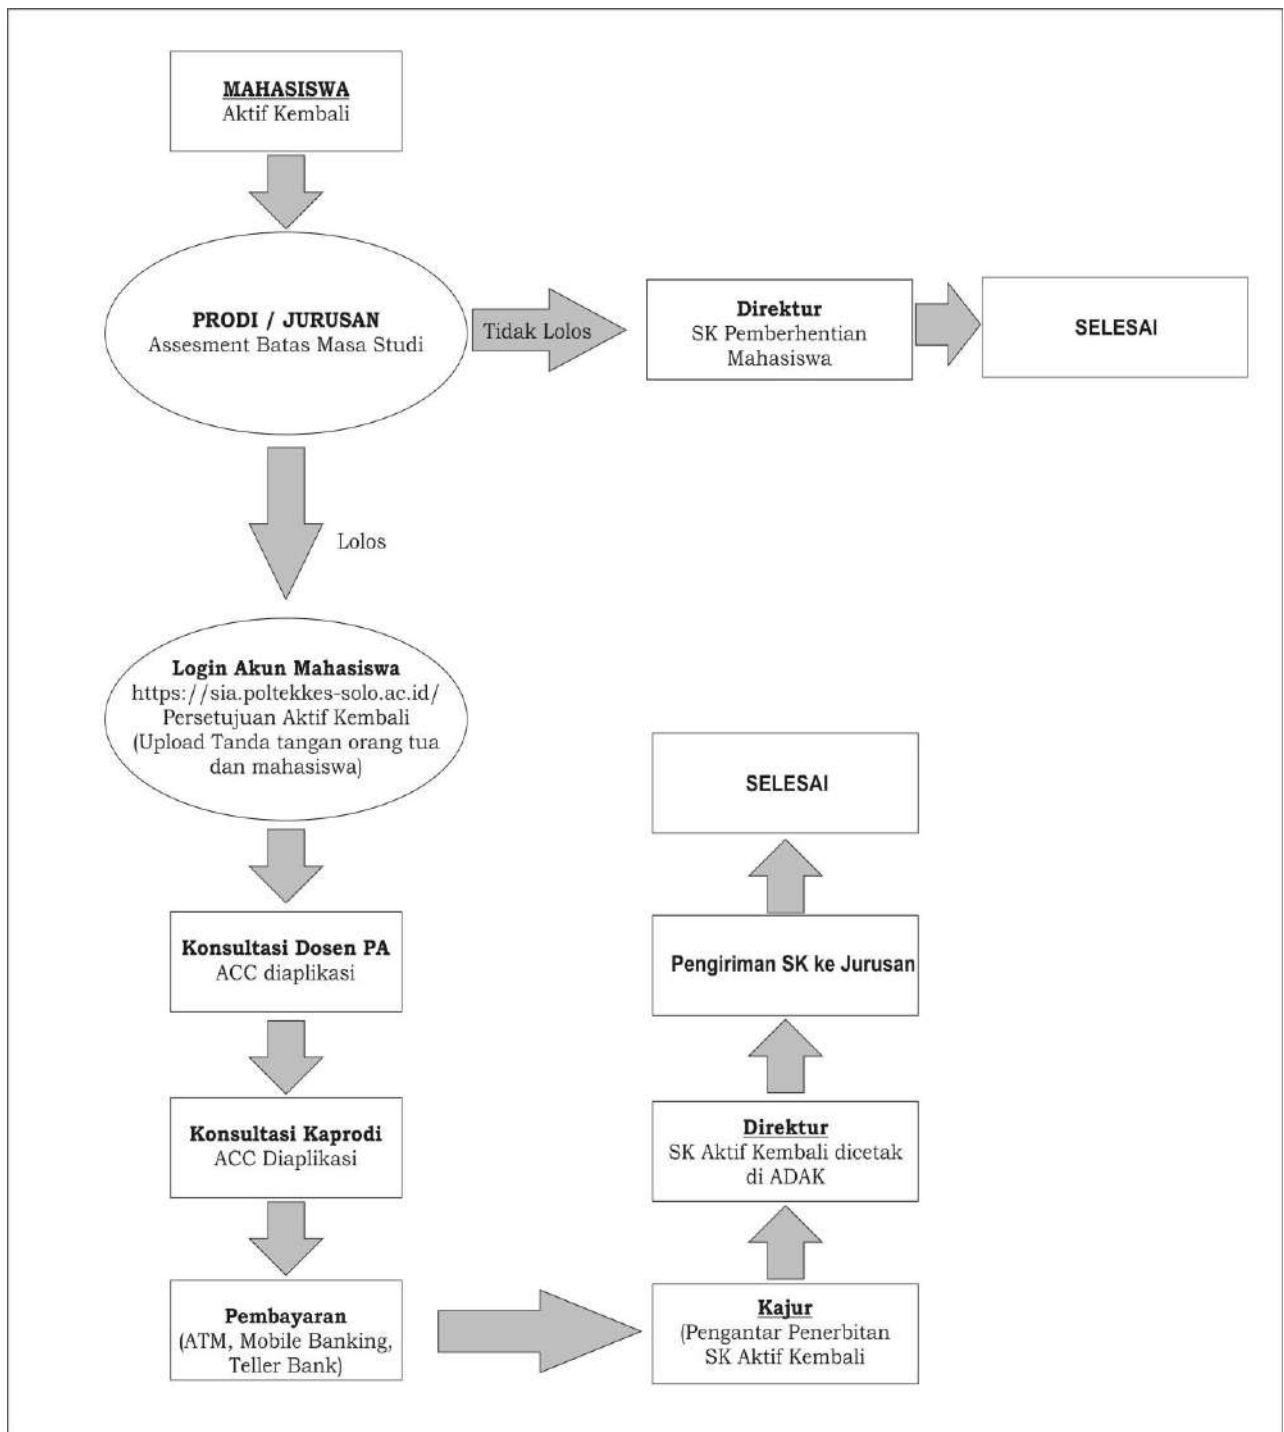 MAHASISWA
Aktif Kembali
PRODI / JURUSAN
Assesment Batas Masa Studi
Tidak Lolos
Direktur
SK Pemberhentian
Mahasiswa
SELESAI
Lolos
Login Akun Mahasiswa
https://sia.poltekkes-solo.ac.id/
Persetujuan Aktif Kembali
(Upload Tanda tangan orang tua
dan mahasiswa)
Konsultasi Dosen PA
ACC diaplikasi
Konsultasi Kaprodi
ACC Diaplikasi
Pembayaran
(ATM, Mobile Banking,
Teller Bank)
Kajur
(Pengantar Penerbitan
SK Aktif Kembali
Direktur
SK Aktif Kembali dicetak
di ADAK
Pengiriman SK ke Jurusan
SELESAI